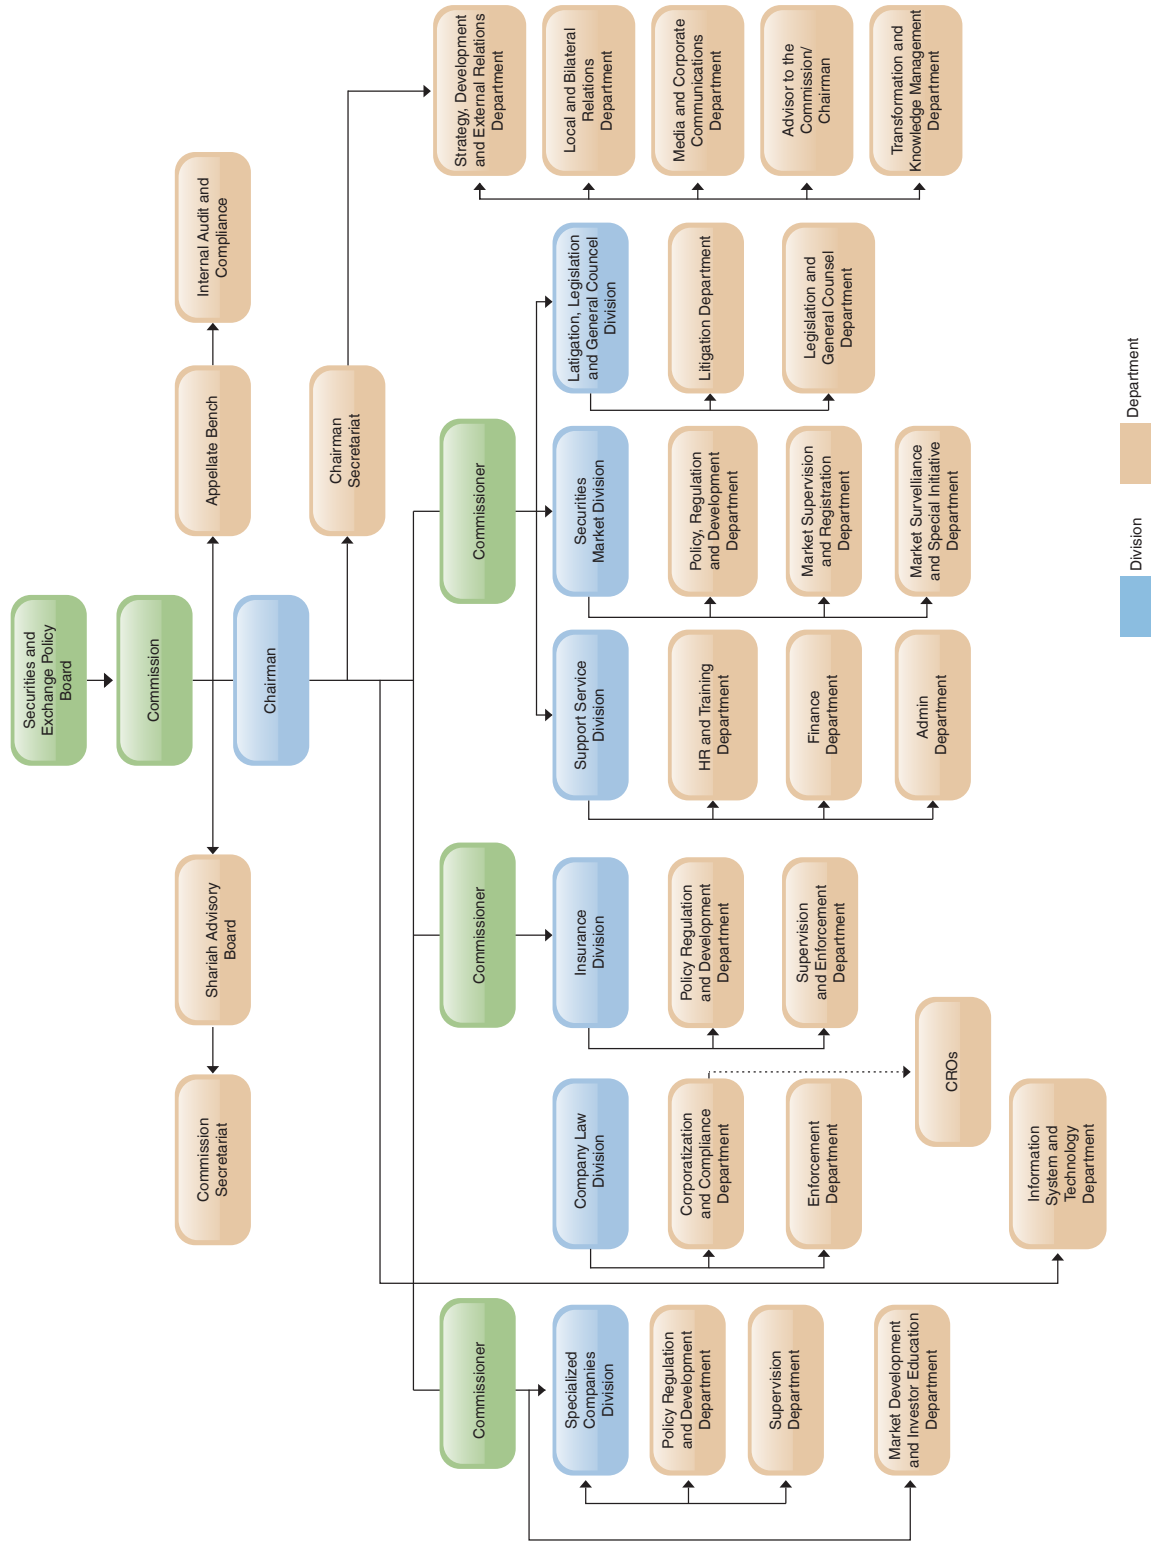 Securities and
Exchange Policy
Board
Commission
Commission
Secretariat
Shariah Advisory
Board
Appellate Bench
Internal Audit and
Compliance
Chairman
Chairman
Secretariat
Commissioner
Commissioner
Commissioner
Specialized
Companies
Division
Policy Regulation
and Development
Department
Supervision
Department
Market Development
and Investor Education
Department
Company Law
Division
Corporatization
and Compliance
Department
Enforcement
Department
CROs
Information
System and
Technology
Department
Insurance
Division
Policy Regulation
and Development
Department
Supervision
and Enforcement
Department
Support Service
Division
HR and Training
Department
Finance
Department
Admin
Department
Securities
Market Division
Policy, Regulation
and Development
Department
Market Supervision
and Registration
Department
Market Survelliance
and Special Initiative
Department
Latigation, Legislation
and General Councel
Division
Litigation Department
Legislation and
General Counsel
Department
Strategy, Development
and External Relations
Department
Local and Bilateral
Relations
Department
Media and Corporate
Communications
Department
Advisor to the
Commission/
Chairman
Transformation and
Knowledge Management
Department
Division
Department